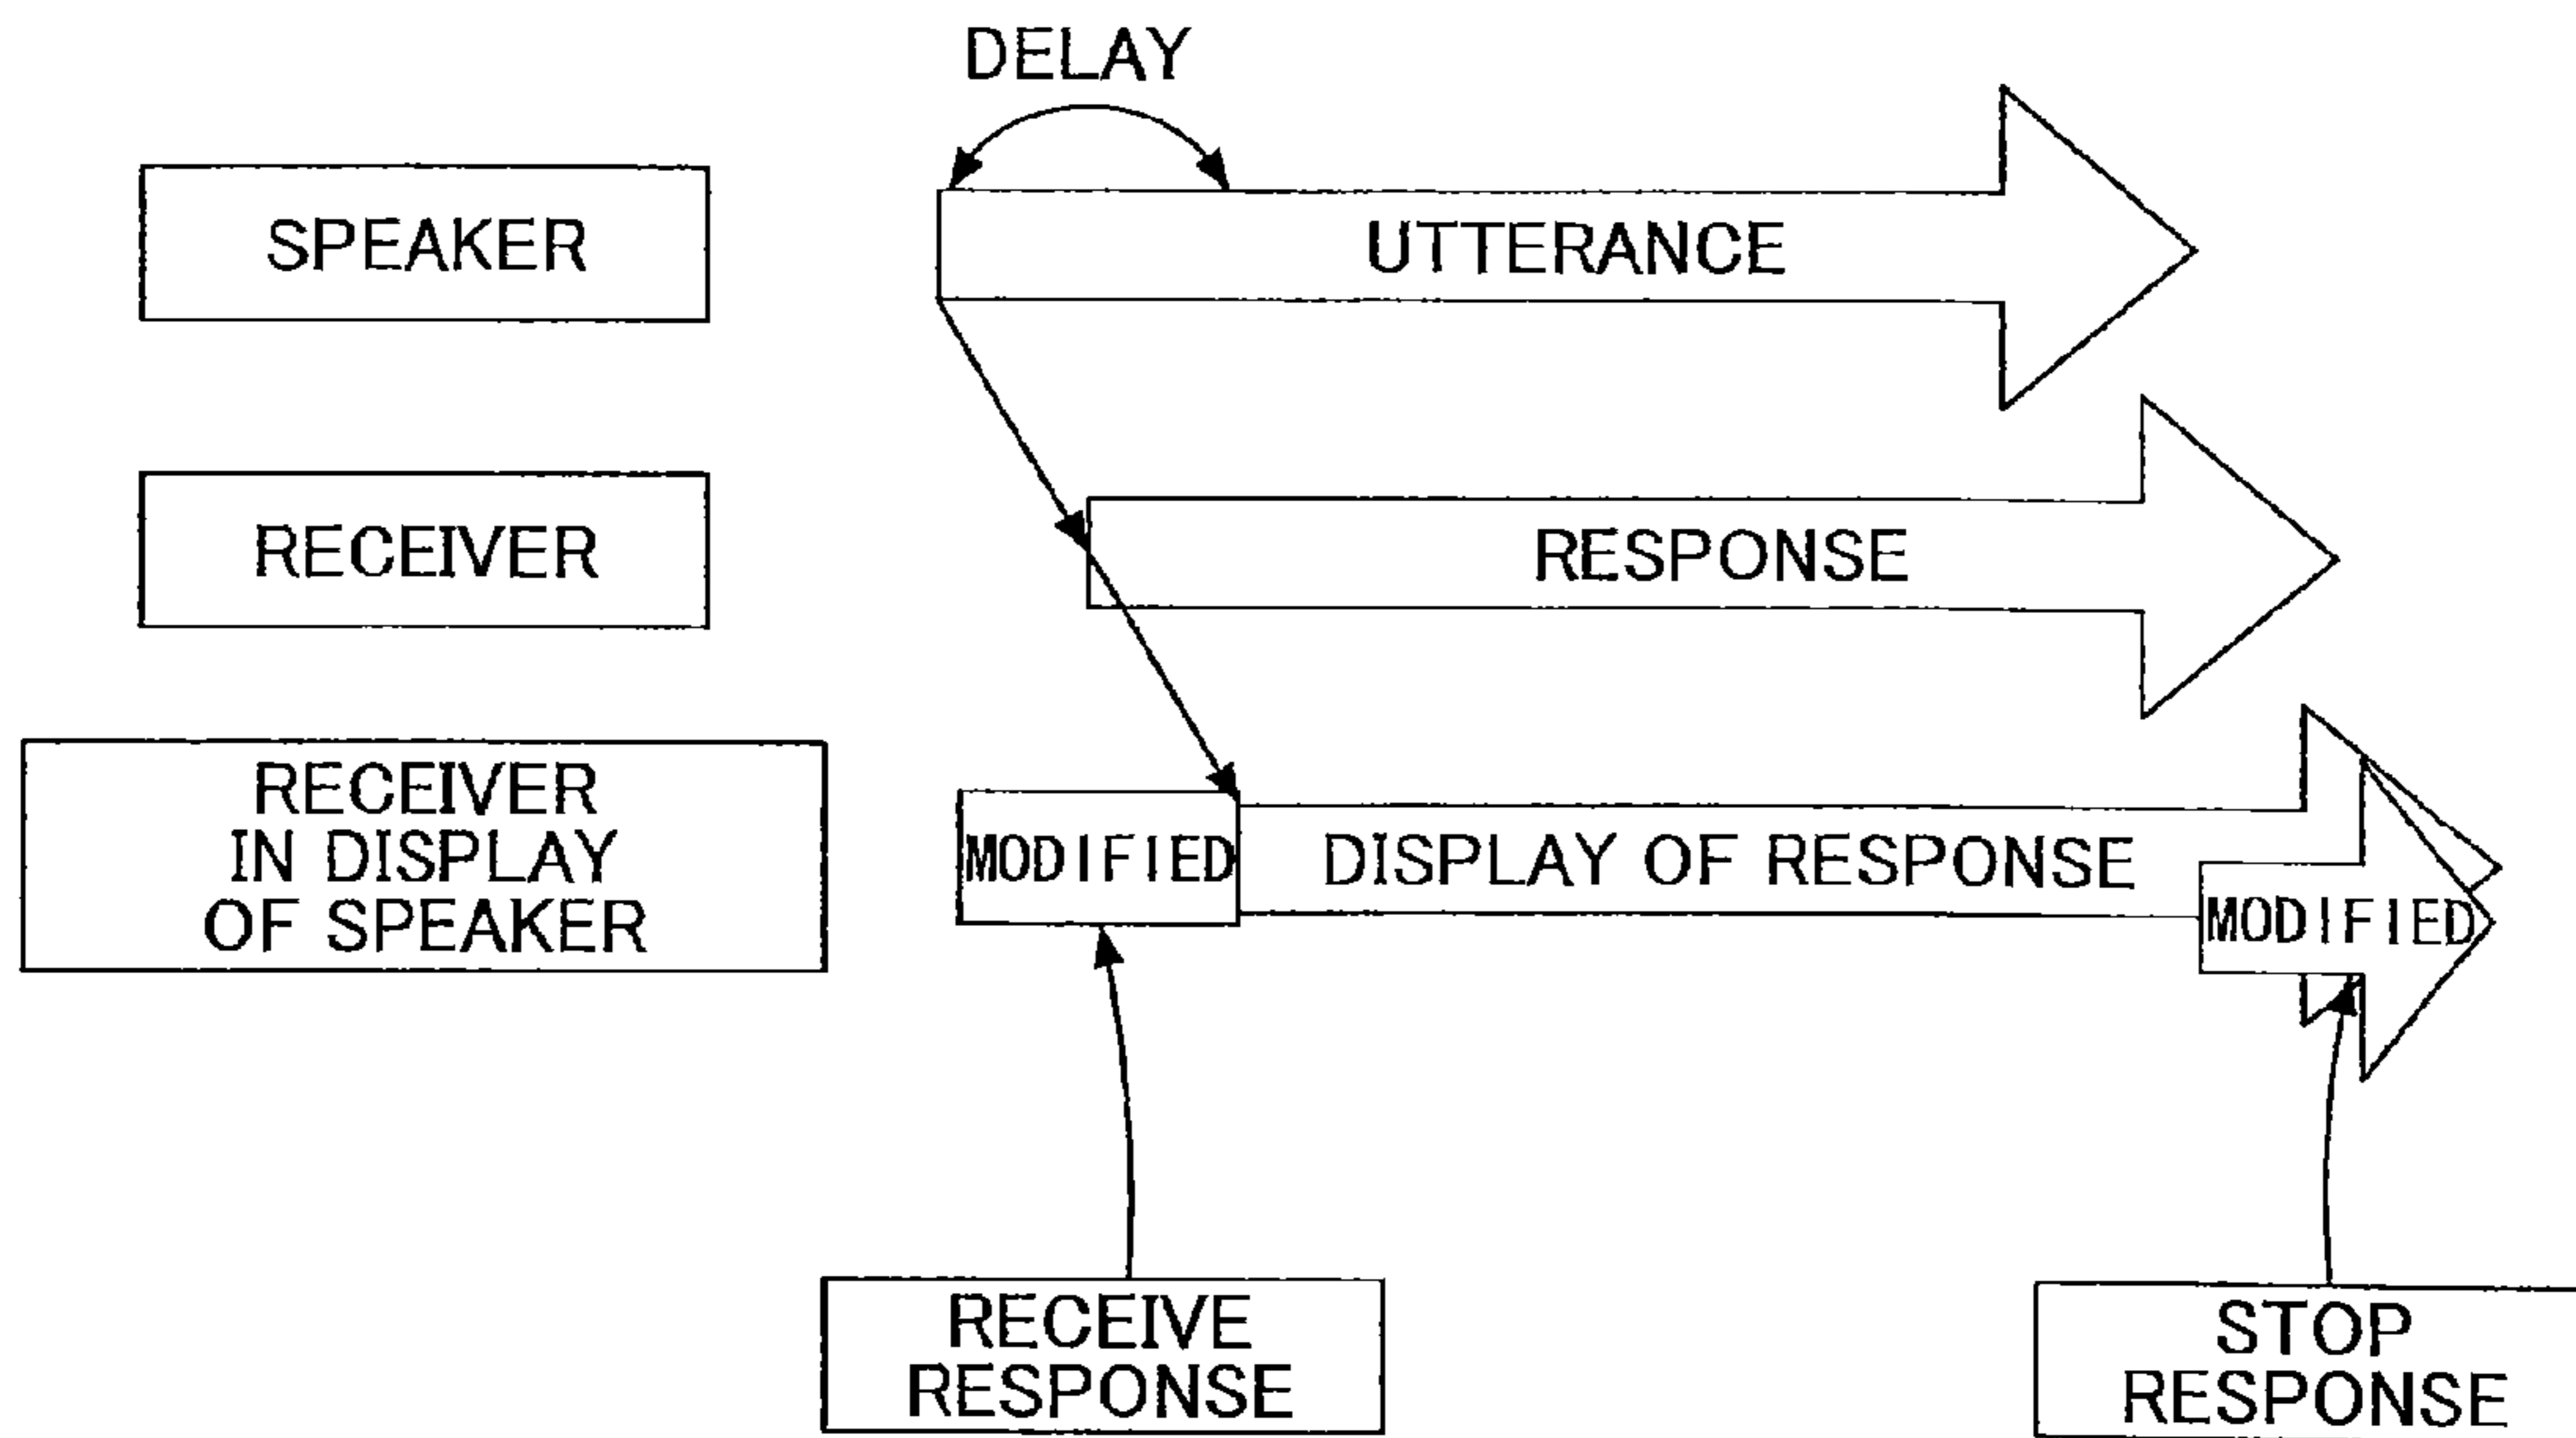 DELAY
SPEAKER
UTTERANCE
RECEIVER
RESPONSE
RECEIVER
IN DISPLAY
OF SPEAKER
MODIFIED
DISPLAY OF RESPONSE
MODIFIED
RECEIVE
RESPONSE
STOP
RESPONSE